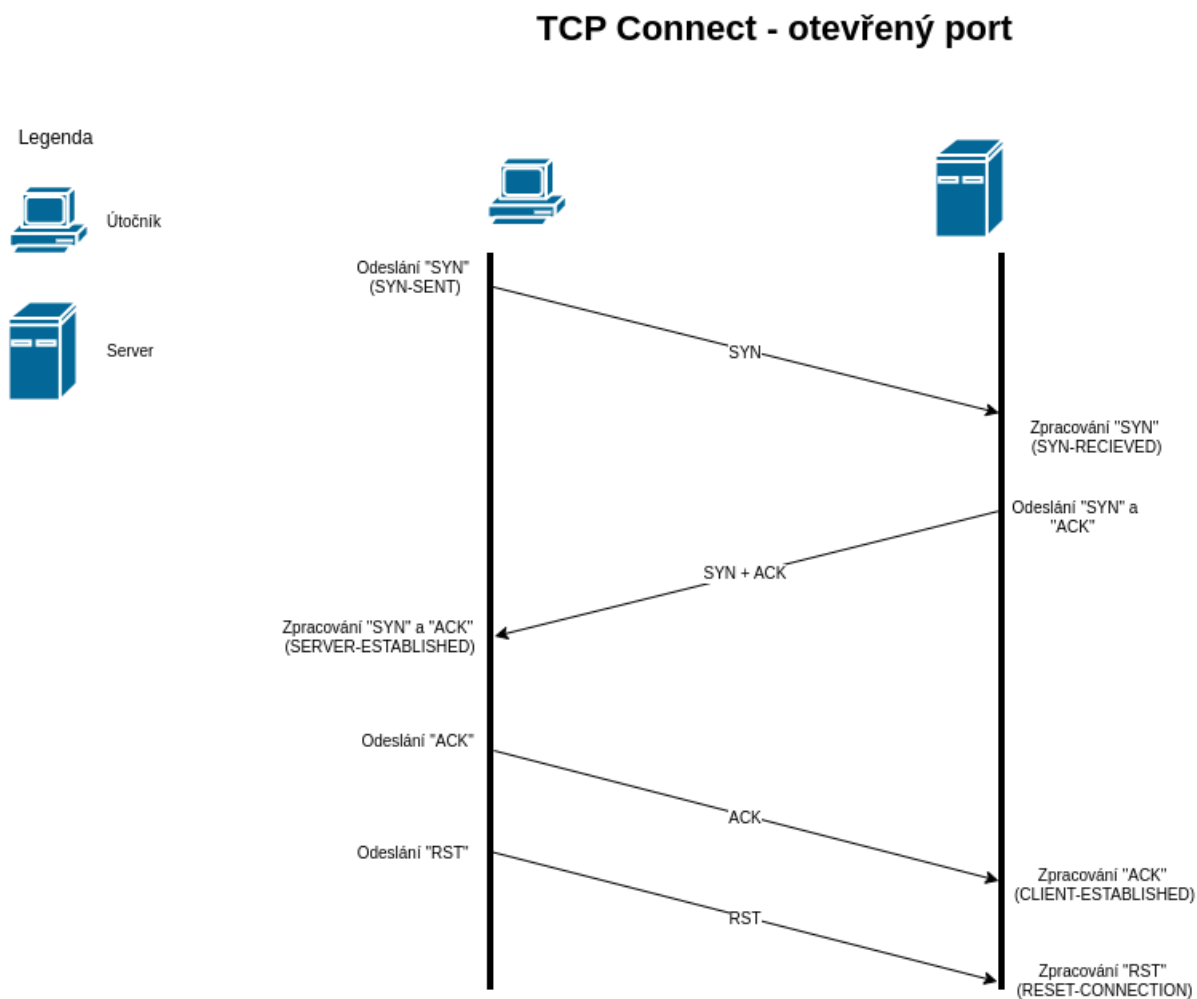 TCP Connect - otevřený port
Legenda
Útočník
Server
Odeslání "SYN"
(SYN-SENT)
SYN
Zpracování "SYN"
(SYN-RECIEVED)
Odeslání "SYN" a
"ACK"
SYN + ACK
Zpracování "SYN" a "ACK"
(SERVER-ESTABLISHED)
Odeslání "ACK"
ACK
Odeslání "RST"
Zpracování "ACK"
(CLIENT-ESTABLISHED)
RST
Zpracování "RST"
(RESET-CONNECTION)